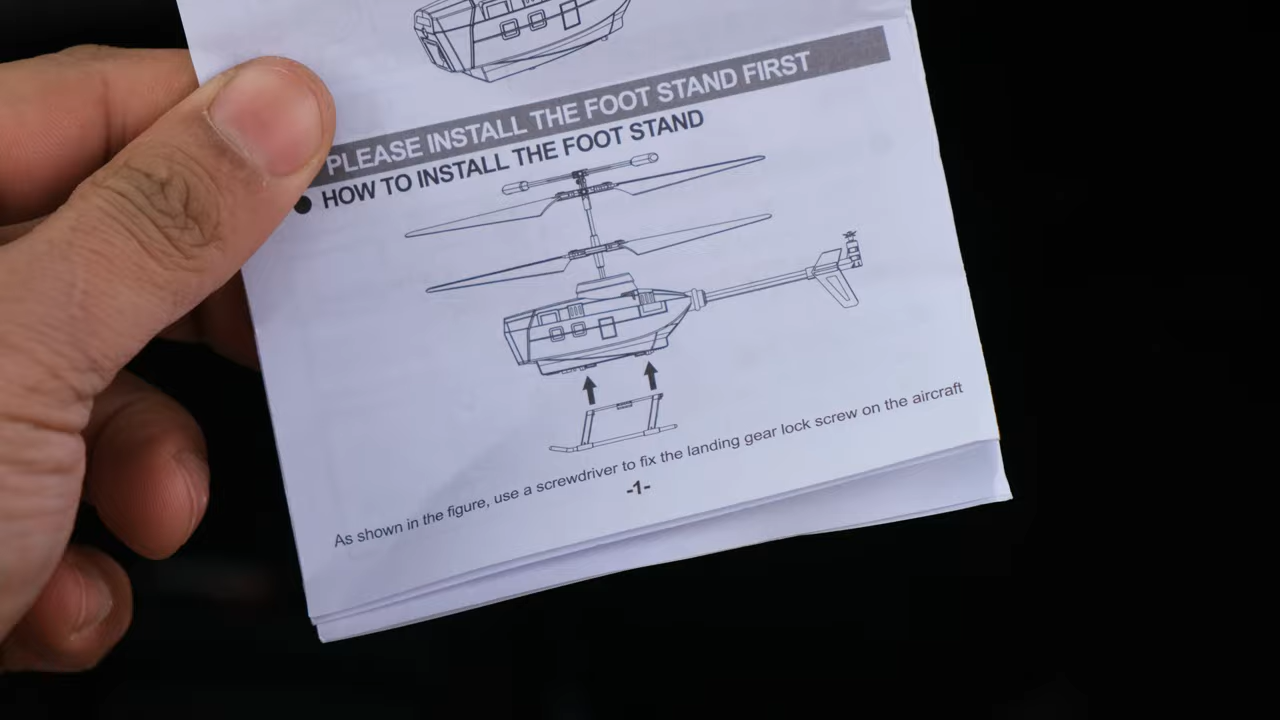 PLEASE INSTALL THE FOOT STAND FIRST
● HOW TO INSTALL THE FOOT STAND
As shown in the figure, use a screwdriver to fix the landing gear lock screw on the aircraft
-1-